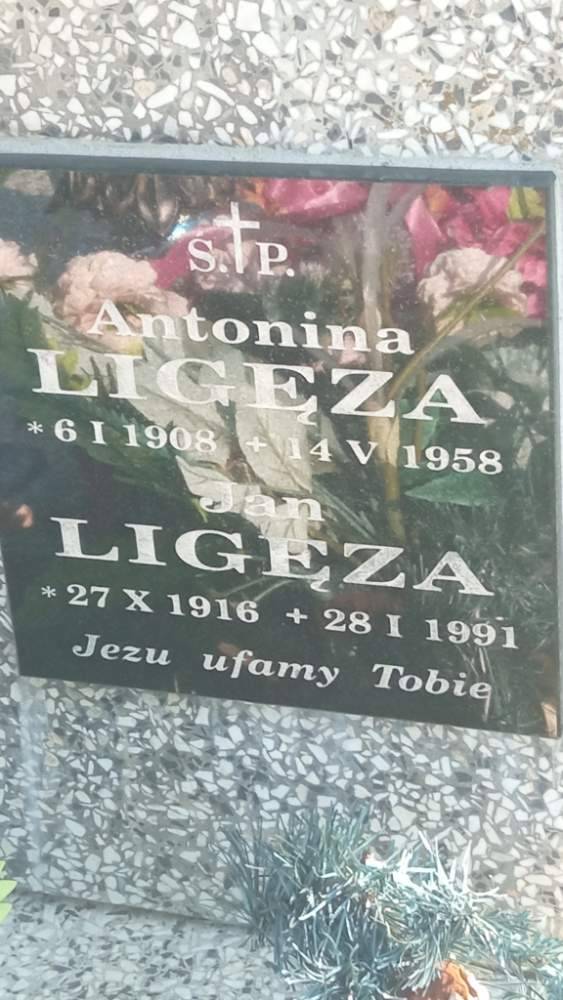 S. P.
Antonina
LIGĘZA
* 6 I 1908 + 14 V 1958
Jan
LIGĘZA
* 27 X 1916 + 28 I 1991
Jezu ufamy Tobie